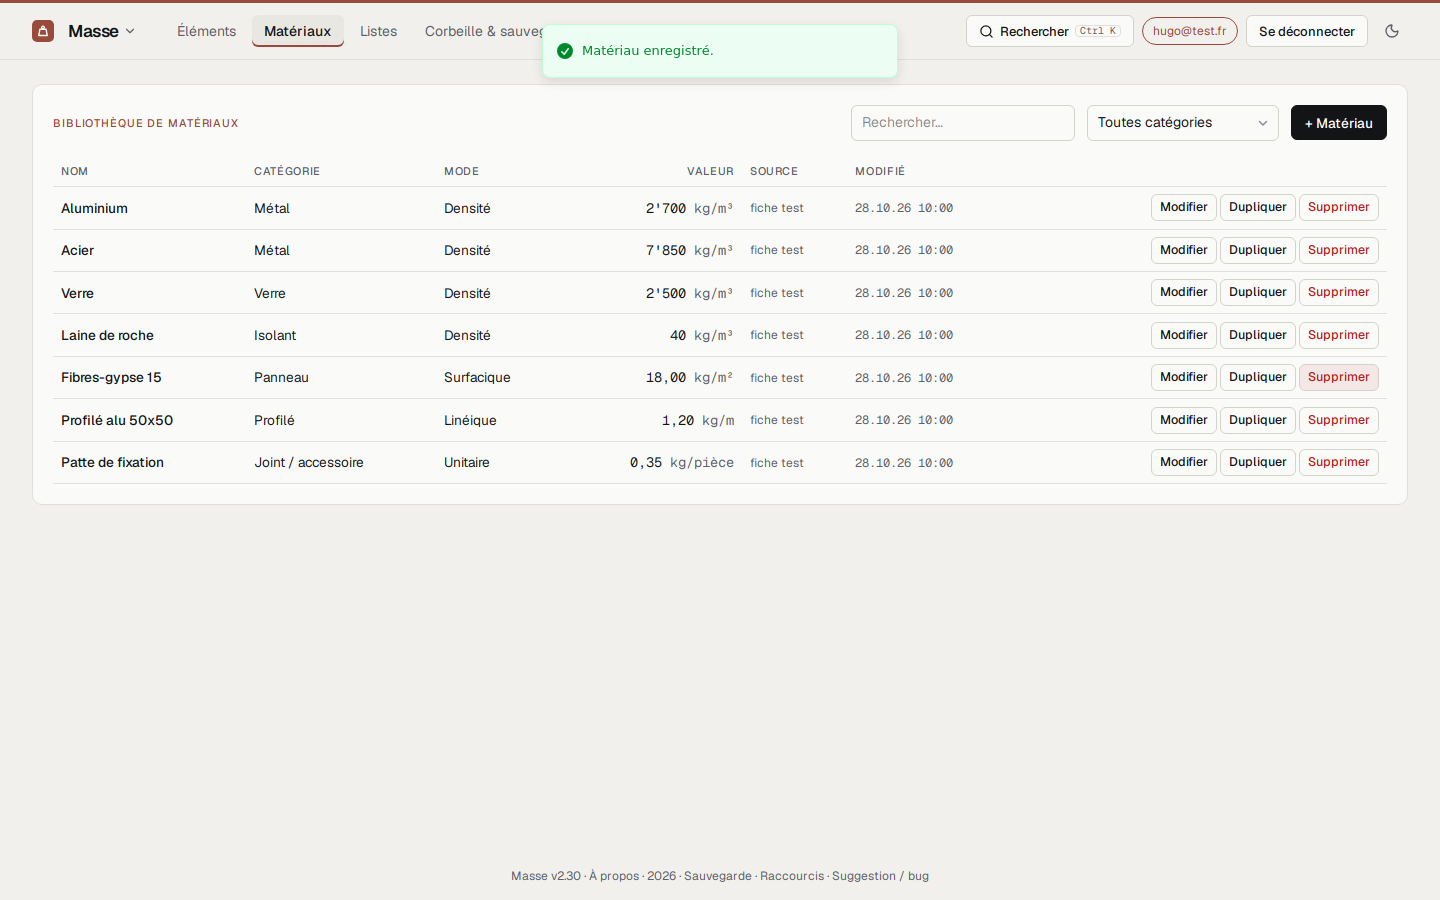 Masse Éléments Matériaux Listes Corbeille & sauveg Rechercher Ctrl K hugo@test.fr Se déconnecter
Matériau enregistré.
BIBLIOTHÈQUE DE MATÉRIAUX Rechercher... Toutes catégories + Matériau
NOM CATÉGORIE MODE VALEUR SOURCE MODIFIÉ
Aluminium Métal Densité 2'700 kg/m³ fiche test 28.10.26 10:00 Modifier Dupliquer Supprimer
Acier Métal Densité 7'850 kg/m³ fiche test 28.10.26 10:00 Modifier Dupliquer Supprimer
Verre Verre Densité 2'500 kg/m³ fiche test 28.10.26 10:00 Modifier Dupliquer Supprimer
Laine de roche Isolant Densité 40 kg/m³ fiche test 28.10.26 10:00 Modifier Dupliquer Supprimer
Fibres-gypse 15 Panneau Surfacique 18,00 kg/m² fiche test 28.10.26 10:00 Modifier Dupliquer Supprimer
Profilé alu 50x50 Profilé Linéique 1,20 kg/m fiche test 28.10.26 10:00 Modifier Dupliquer Supprimer
Patte de fixation Joint / accessoire Unitaire 0,35 kg/pièce fiche test 28.10.26 10:00 Modifier Dupliquer Supprimer
Masse v2.30 · À propos · 2026 · Sauvegarde · Raccourcis · Suggestion / bug